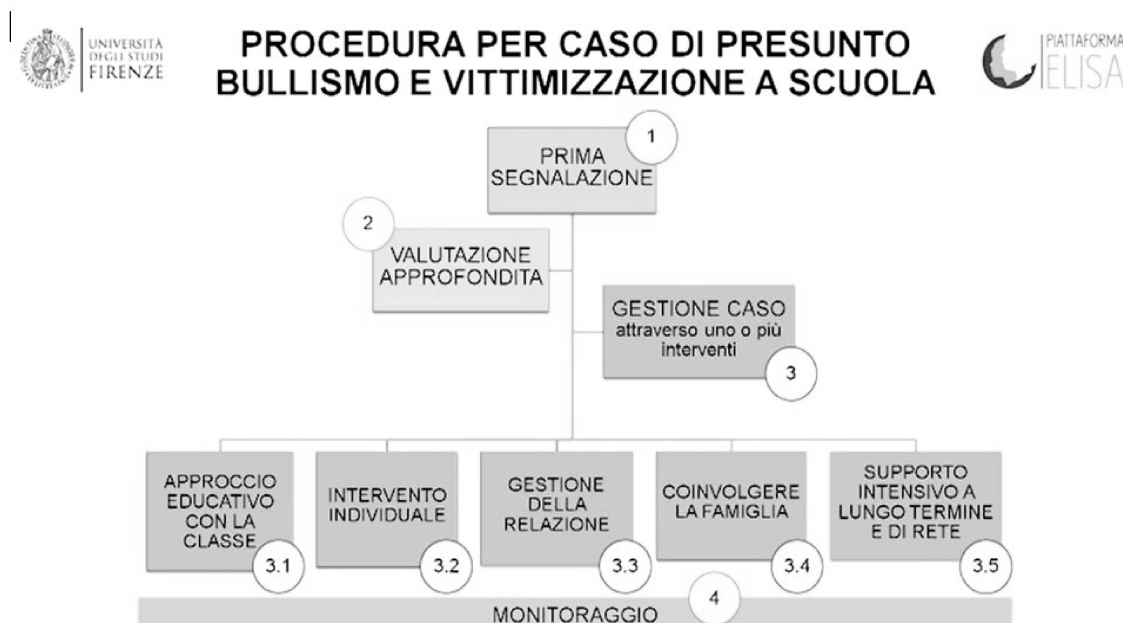 UNIVERSITÀ
DEGLI STUDI
FIRENZE
PROCEDURA PER CASO DI PRESUNTO
BULLISMO E VITTIMIZZAZIONE A SCUOLA
PIATTAFORMA
ELISA
1
PRIMA
SEGNALAZIONE
2
VALUTAZIONE
APPROFONDITA
GESTIONE CASO
attraverso uno o più
interventi
3
APPROCCIO
EDUCATIVO
CON LA
CLASSE
3.1
INTERVENTO
INDIVIDUALE
3.2
GESTIONE
DELLA
RELAZIONE
3.3
COINVOLGERE
LA FAMIGLIA
3.4
SUPPORTO
INTENSIVO A
LUNGO TERMINE
E DI RETE
3.5
4
MONITORAGGIO